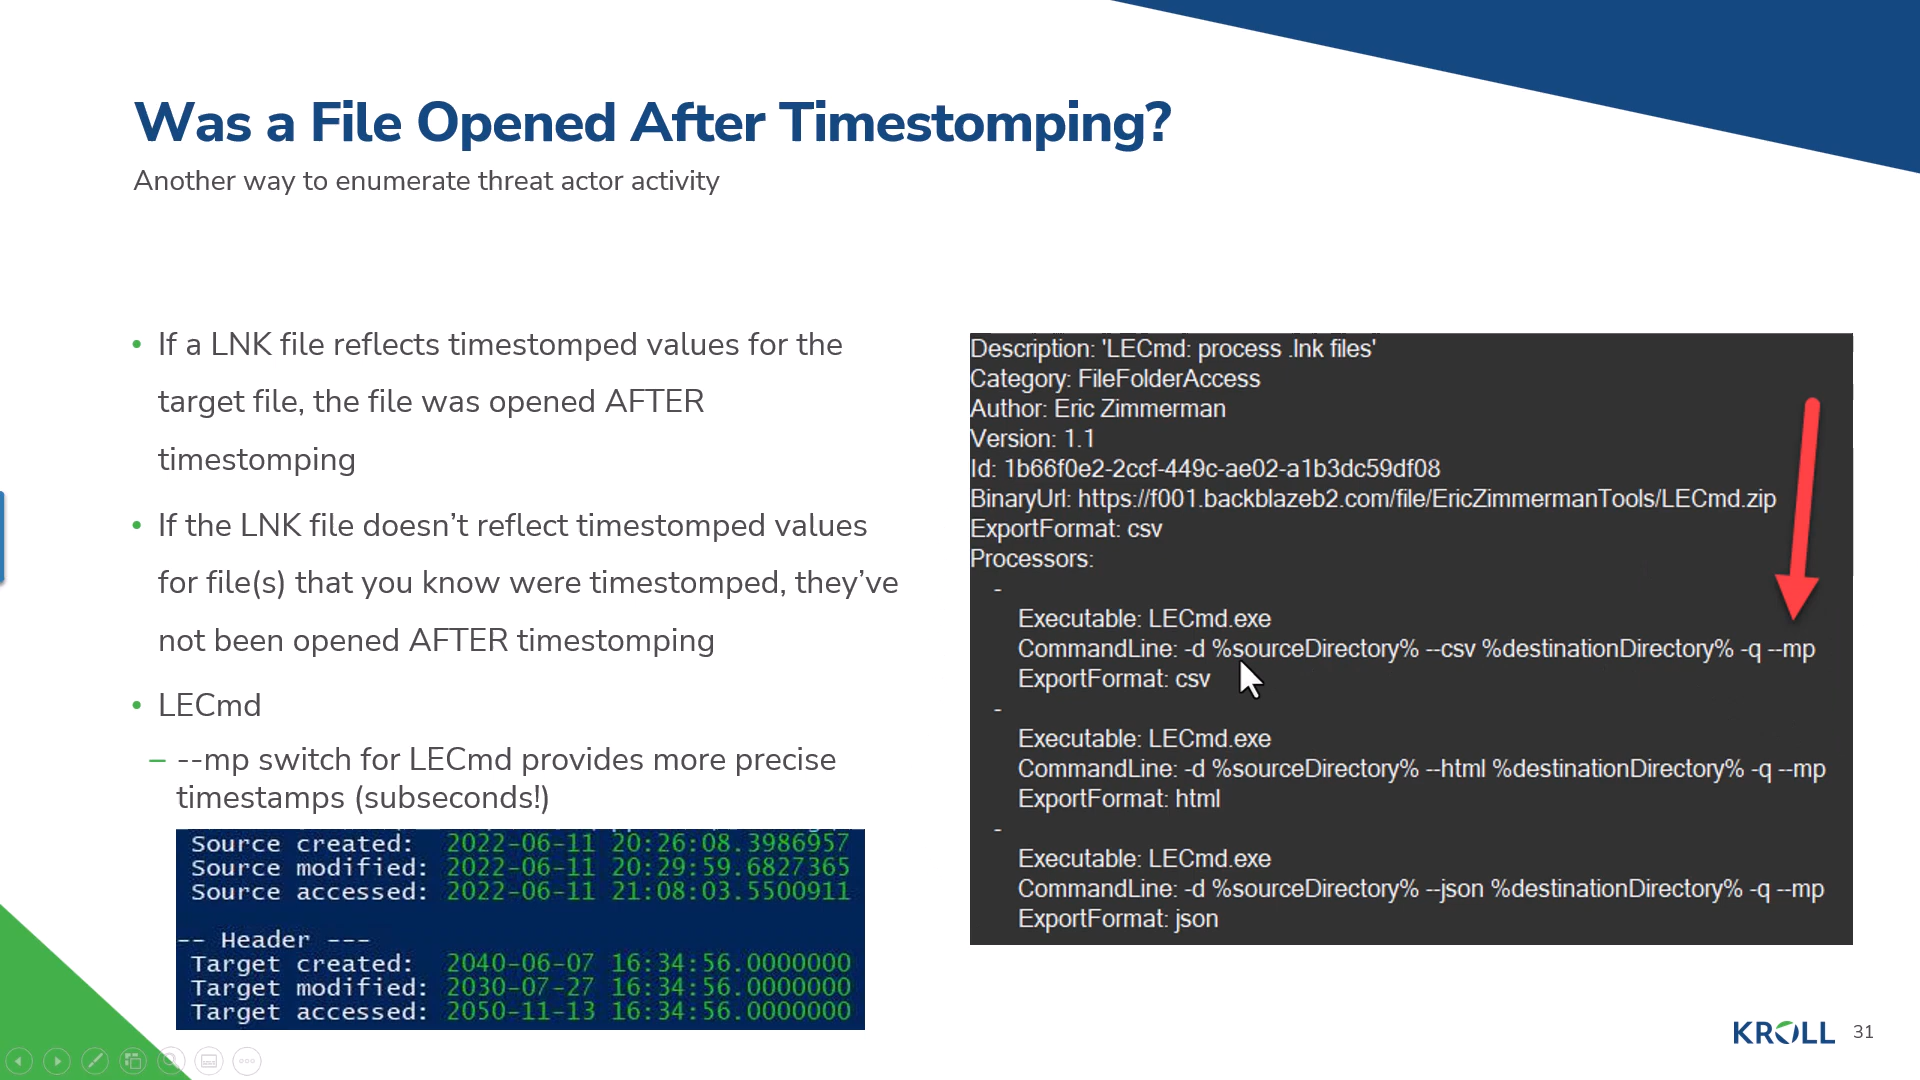 Was a File Opened After Timestomping?
Another way to enumerate threat actor activity
• If a LNK file reflects timestomped values for the
target file, the file was opened AFTER
timestomping
• If the LNK file doesn’t reflect timestomped values
for file(s) that you know were timestomped, they’ve
not been opened AFTER timestomping
• LECmd
– --mp switch for LECmd provides more precise
timestamps (subseconds!)
Source created: 2022-06-11 20:26:08.3986957
Source modified: 2022-06-11 20:29:59.6827365
Source accessed: 2022-06-11 21:08:03.5500911
-- Header ---
Target created: 2040-06-07 16:34:56.0000000
Target modified: 2030-07-27 16:34:56.0000000
Target accessed: 2050-11-13 16:34:56.0000000
Description: 'LECmd: process .lnk files'
Category: FileFolderAccess
Author: Eric Zimmerman
Version: 1.1
Id: 1b66f0e2-2ccf-449c-ae02-a1b3dc59df08
BinaryUrl: https://f001.backblazeb2.com/file/EricZimmermanTools/LECmd.zip
ExportFormat: csv
Processors:
-
Executable: LECmd.exe
CommandLine: -d %sourceDirectory% --csv %destinationDirectory% -q --mp
ExportFormat: csv
-
Executable: LECmd.exe
CommandLine: -d %sourceDirectory% --html %destinationDirectory% -q --mp
ExportFormat: html
-
Executable: LECmd.exe
CommandLine: -d %sourceDirectory% --json %destinationDirectory% -q --mp
ExportFormat: json
KROLL 31